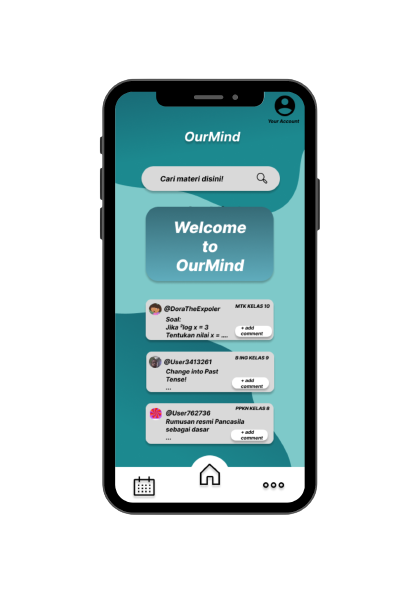 Your Account
OurMind
Cari materi disini!
Welcome
to
OurMind
@DoraTheExpoler
MTK KELAS 10
Soal:
Jika ⁵log x = 3
Tentukan nilai x = ....
+ add
comment
@User3413261
B ING KELAS 9
Change into Past
Tense!
...
+ add
comment
@User762736
PPKN KELAS 8
Rumusan resmi Pancasila
sebagai dasar
...
+ add
comment